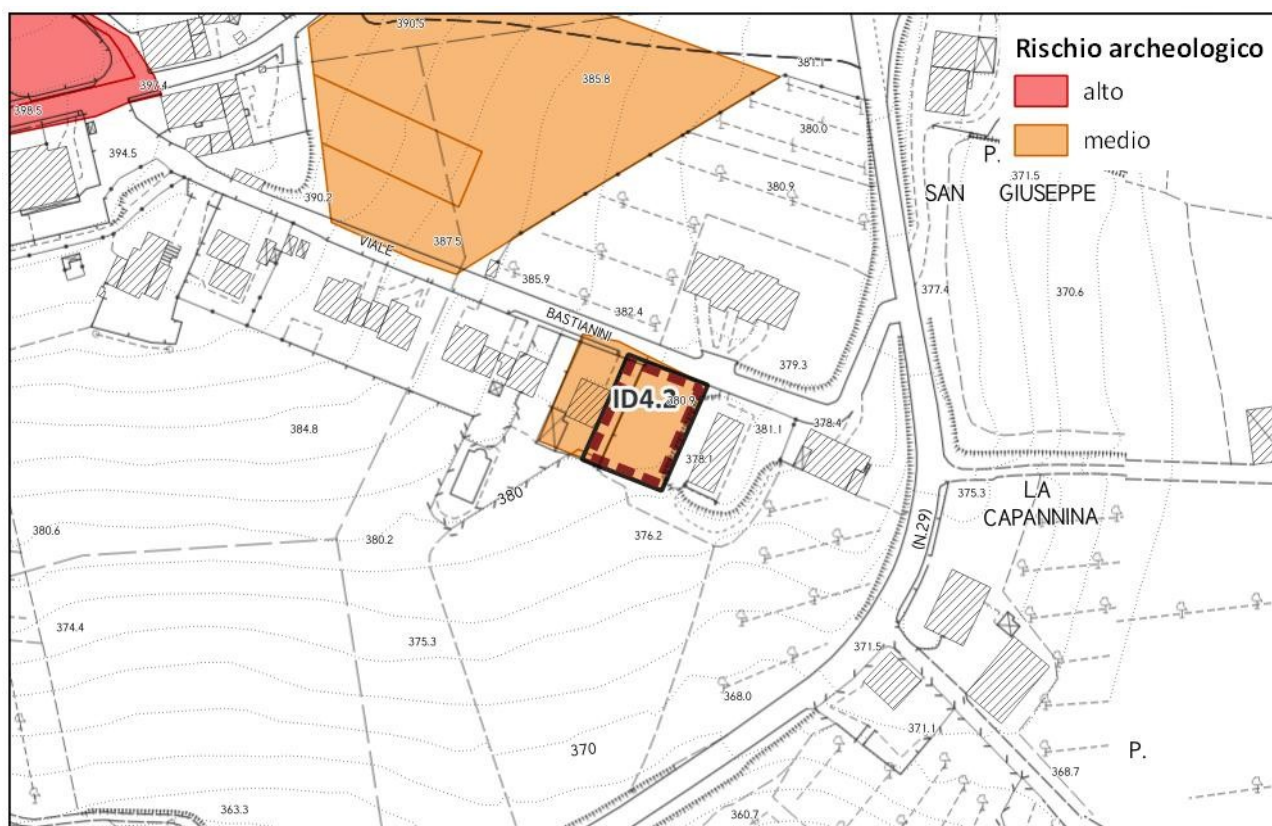 Rischio archeologico
alto
medio
390.5
385.8
381.1
397.4
398.5
380.0
394.5
P.
371.5
SAN GIUSEPPE
380.9
390.2
387.5
VIALE
385.9
377.4
370.6
382.4
BASTIANINI
379.3
ID4.2
380.9
384.8
381.1
378.4
378.1
380
375.3
LA
CAPANNINA
(N.29)
380.6
380.2
376.2
374.4
375.3
371.5
368.0
371.1
370
P.
368.7
363.3
360.7